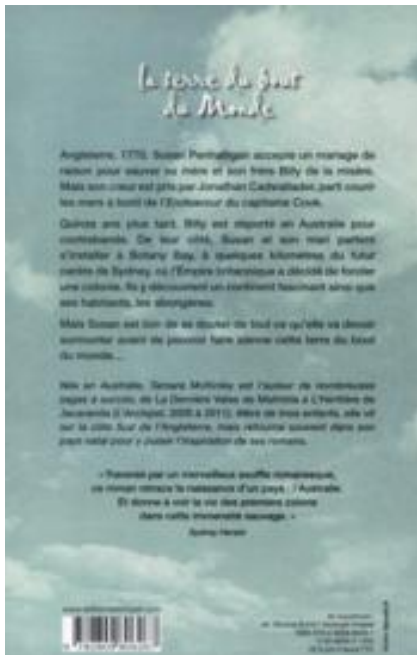 La terre du bout
du Monde
Angleterre, 1770. Susan Penhalligan accepte un mariage de
raison pour sauver sa mère et son frère Billy de la misère.
Mais son cœur est pris par Jonathan Cadwallader, parti courir
les mers à bord de l'Endeavour du capitaine Cook.
Quinze ans plus tard, Billy est déporté en Australie pour
contrebande. De leur côté, Susan et son mari partent
s'installer à Botany Bay, à quelques kilomètres du futur
centre de Sydney, où l'Empire britannique a décidé de fonder
une colonie. Ils y découvrent un continent fascinant ainsi que
ses habitants, les aborigènes.
Mais Susan est loin de se douter de tout ce qu'elle va devoir
surmonter avant de pouvoir faire sienne cette terre du bout
du monde...
Née en Australie, Tamara McKinley est l'auteur de nombreuses
sagas à succès, de La Dernière Valse de Mathilda à L'Héritière de
Jacaranda (L'Archipel, 2005 à 2011). Mère de trois enfants, elle vit
sur la côte Sud de l'Angleterre, mais retourne souvent dans son
pays natal pour y puiser l'inspiration de ses romans.
« Traversé par un merveilleux souffle romanesque,
ce roman retrace la naissance d'un pays : l'Australie.
Et donne à voir la vie des premiers colons
dans cette immensité sauvage. »
Sydney Herald